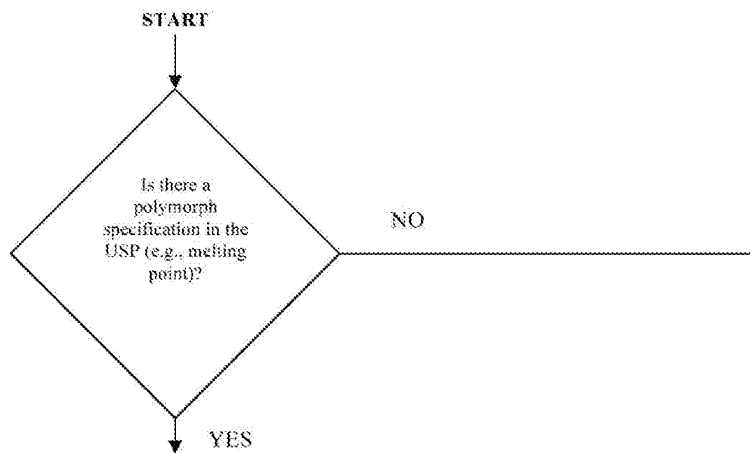 START
Is there a
polymorph
specification in the
USP (e.g., melting
point)?
NO
YES